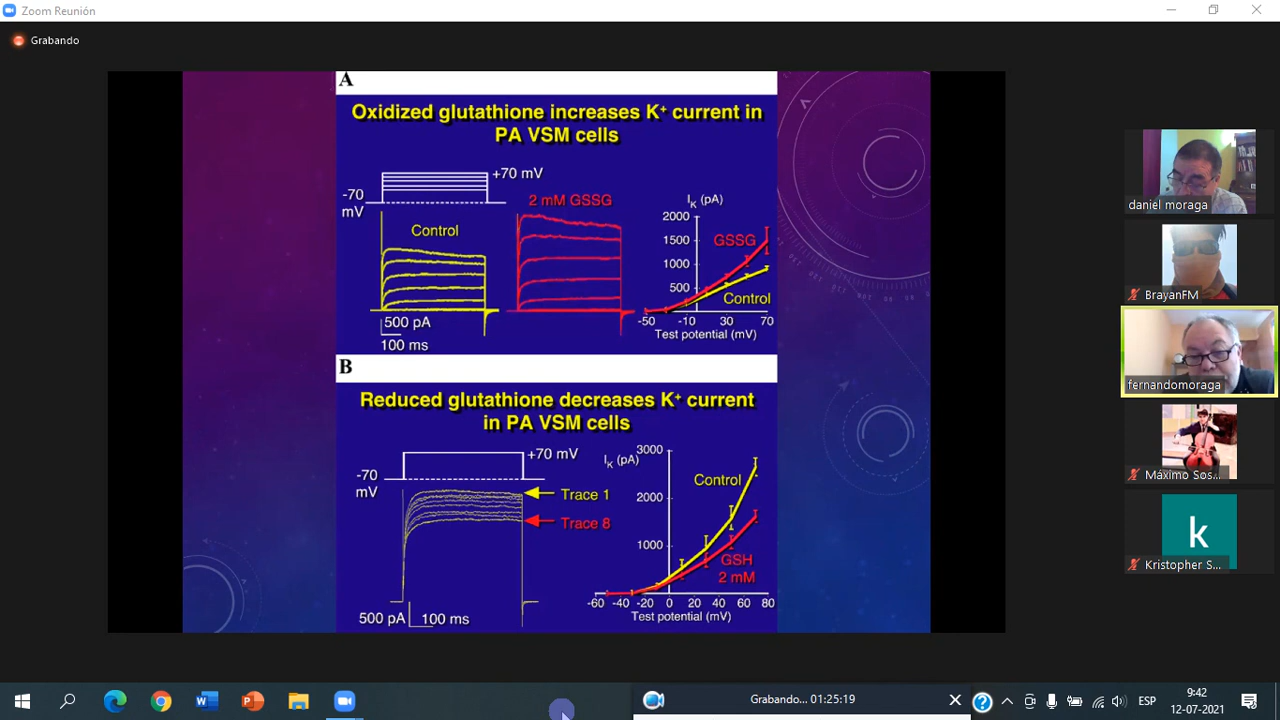 Zoom Reunión
Grabando
A
Oxidized glutathione increases K⁺ current in
PA VSM cells
-70
mV
+70 mV
Control
2 mM GSSG
500 pA
100 ms
I_K (pA)
2000
1500
1000
500
GSSG
Control
-50 -10 30 70
Test potential (mV)
B
Reduced glutathione decreases K⁺ current
in PA VSM cells
-70
mV
+70 mV
Trace 1
Trace 8
500 pA 100 ms
I_K (pA)
3000
2000
1000
Control
GSH
2 mM
-60 -40 -20 0 20 40 60 80
Test potential (mV)
daniel moraga
BrayanFM
fernandomoraga
Máximo Sos...
k
Kristopher S...
Grabando... 01:25:19
ESP
9:42
12-07-2021